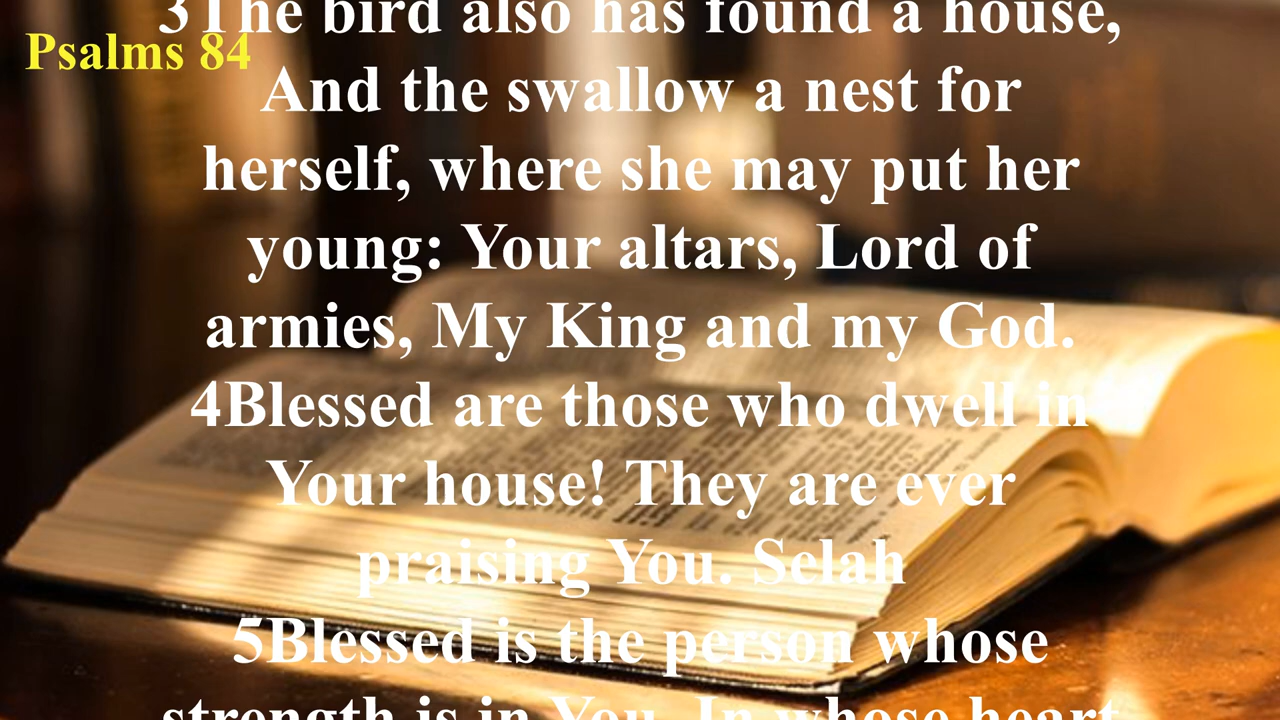 3The bird also has found a house,
Psalms 84
And the swallow a nest for
herself, where she may put her
young: Your altars, Lord of
armies, My King and my God.
4Blessed are those who dwell in
Your house! They are ever
praising You. Selah
5Blessed is the person whose
strength is in You, In whose heart